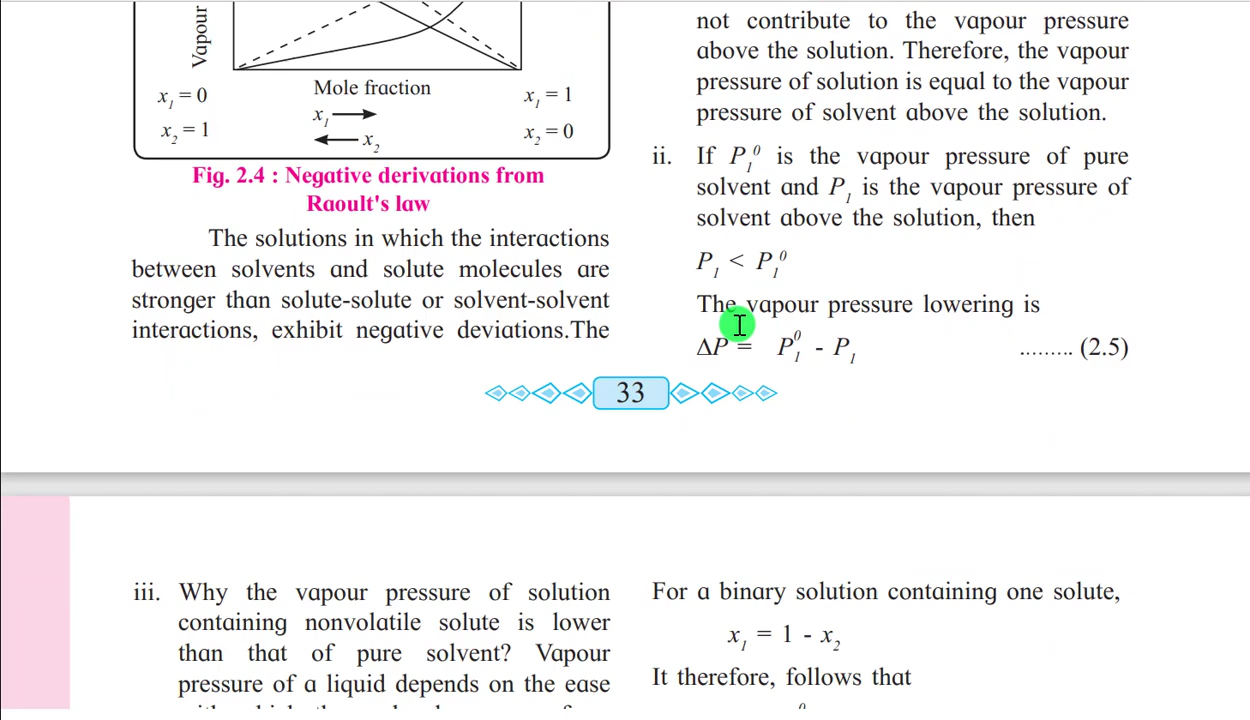 Vapour
x₁ = 0
Mole fraction
x₁ = 1
x₁
x₂ = 1
x₂
x₂ = 0
Fig. 2.4 : Negative derivations from
Raoult's law
The solutions in which the interactions
between solvents and solute molecules are
stronger than solute-solute or solvent-solvent
interactions, exhibit negative deviations.The
not contribute to the vapour pressure
above the solution. Therefore, the vapour
pressure of solution is equal to the vapour
pressure of solvent above the solution.
ii. If P₁⁰ is the vapour pressure of pure
solvent and P₁ is the vapour pressure of
solvent above the solution, then
P₁ < P₁⁰
The vapour pressure lowering is
ΔP = P₁⁰ - P₁ ......... (2.5)
33
iii. Why the vapour pressure of solution
containing nonvolatile solute is lower
than that of pure solvent? Vapour
pressure of a liquid depends on the ease
For a binary solution containing one solute,
x₁ = 1 - x₂
It therefore, follows that